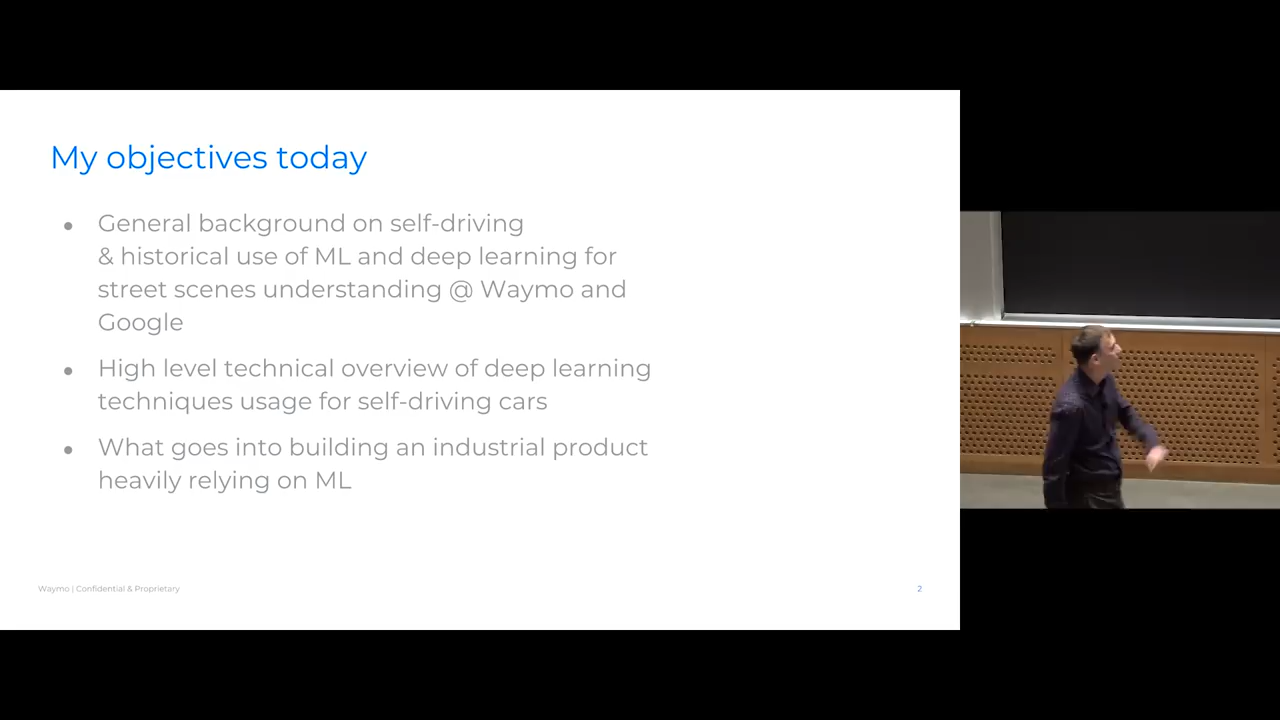 My objectives today
● General background on self-driving
& historical use of ML and deep learning for
street scenes understanding @ Waymo and
Google
● High level technical overview of deep learning
techniques usage for self-driving cars
● What goes into building an industrial product
heavily relying on ML
Waymo | Confidential & Proprietary
2